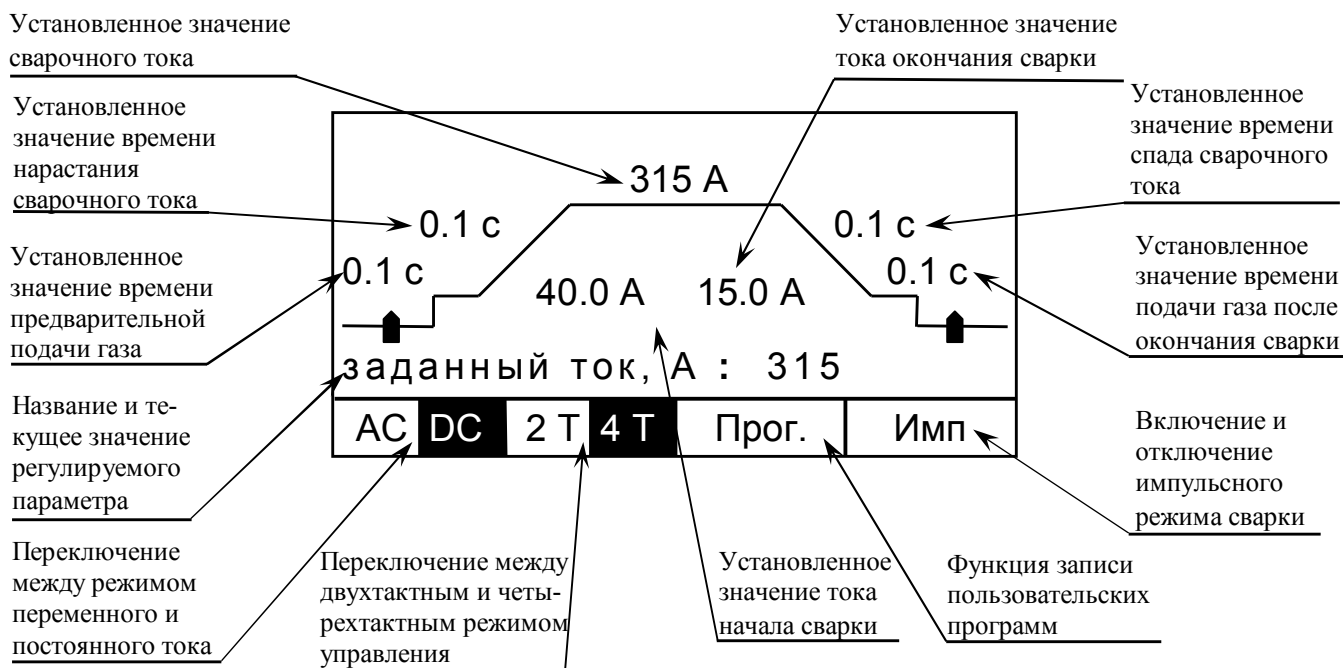 Установленное значение
сварочного тока
Установленное значение
тока окончания сварки
Установленное
значение времени
нарастания
сварочного тока
Установленное
значение времени
спада сварочного
тока
Установленное
значение времени
предварительной
подачи газа
Установленное
значение времени
подачи газа после
окончания сварки
315 А
0.1 с
0.1 с
0.1 с
0.1 с
40.0 А
15.0 А
заданный ток, А : 315
AC DC 2 Т 4 Т Прог. Имп
Название и те-
кущее значение
регулируемого
параметра
Включение и
отключение
импульсного
режима сварки
Переключение
между режимом
переменного и
постоянного тока
Переключение между
двухтактным и четы-
рехтактным режимом
управления
Установленное
значение тока
начала сварки
Функция записи
пользовательских
программ